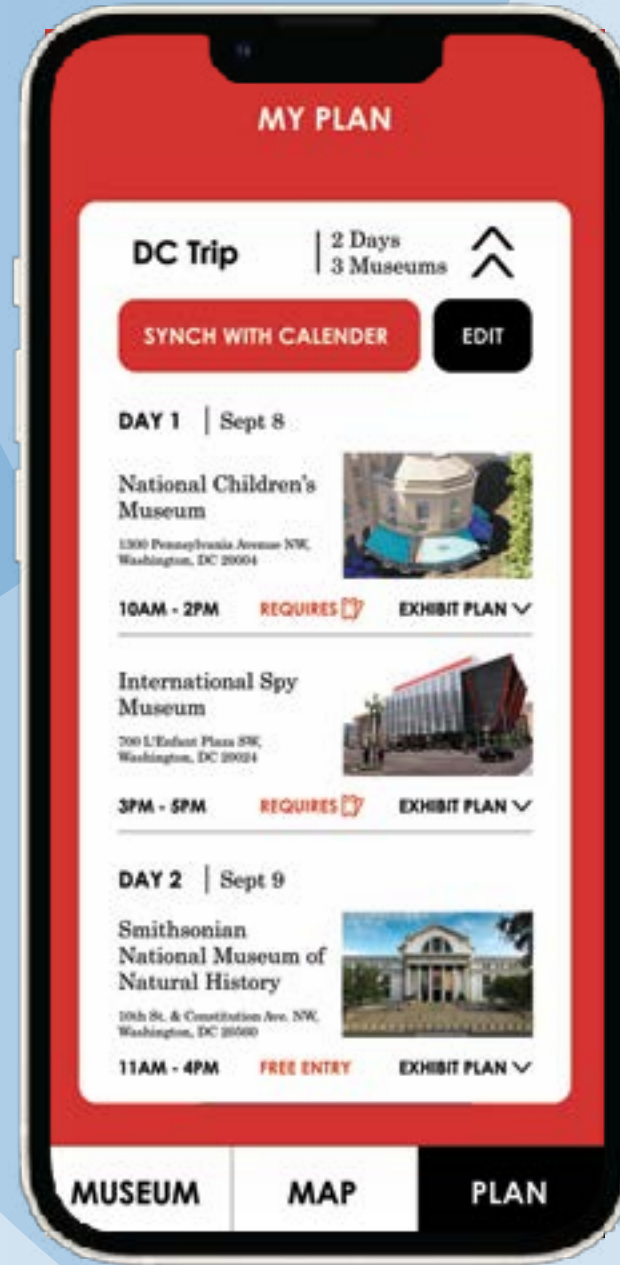 MY PLAN
DC Trip
2 Days
3 Museums
SYNCH WITH CALENDER
EDIT
DAY 1 | Sept 8
National Children's
Museum
1300 Pennsylvania Avenue NW,
Washington, DC 20004
10AM - 2PM REQUIRES EXHIBIT PLAN
International Spy
Museum
700 L'Enfant Plaza SW,
Washington, DC 20024
3PM - 5PM REQUIRES EXHIBIT PLAN
DAY 2 | Sept 9
Smithsonian
National Museum of
Natural History
10th St. & Constitution Ave. NW,
Washington, DC 20560
11AM - 4PM FREE ENTRY EXHIBIT PLAN
MUSEUM MAP PLAN